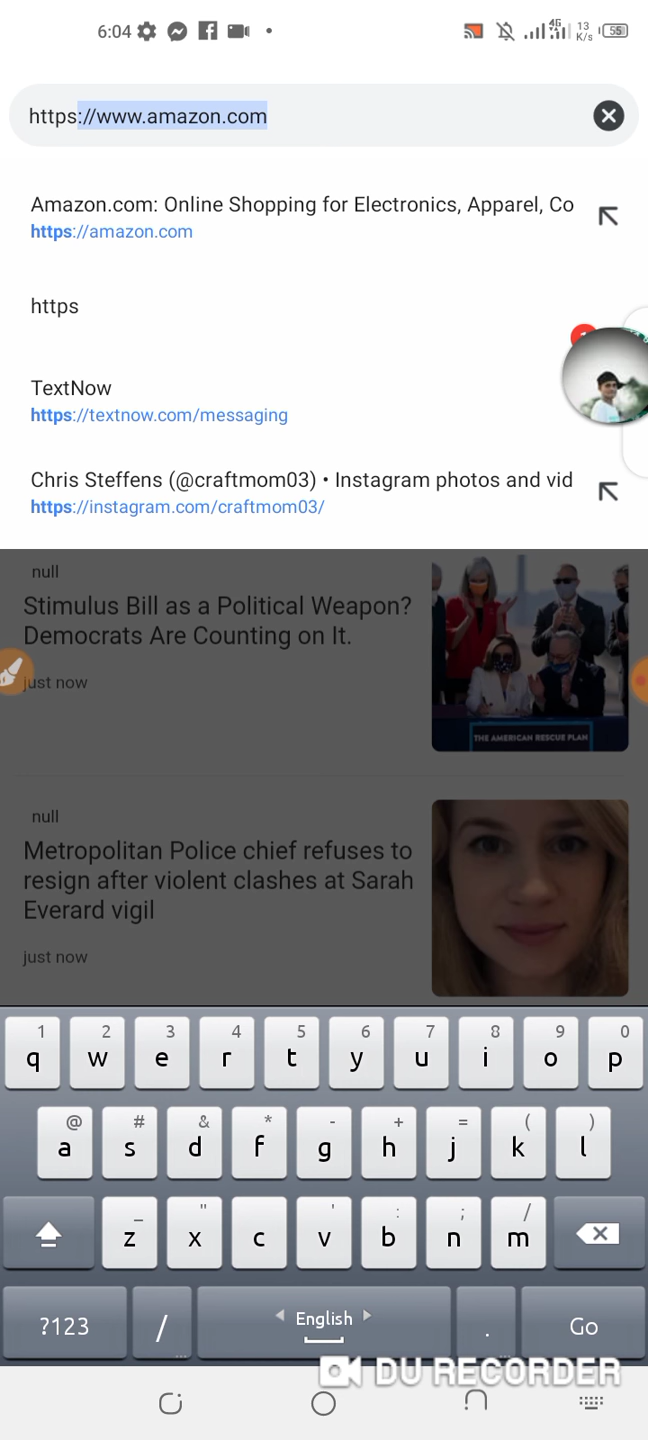 6:04
4G
13
K/s
55
https://www.amazon.com
Amazon.com: Online Shopping for Electronics, Apparel, Co
https://amazon.com
https
TextNow
https://textnow.com/messaging
Chris Steffens (@craftmom03) • Instagram photos and vid
https://instagram.com/craftmom03/
null
Stimulus Bill as a Political Weapon?
Democrats Are Counting on It.
just now
THE AMERICAN RESCUE PLAN
null
Metropolitan Police chief refuses to
resign after violent clashes at Sarah
Everard vigil
just now
1 2 3 4 5 6 7 8 9 0
q w e r t y u i o p
@ # & * - + = ( )
a s d f g h j k l
_ " ' : ; /
z x c v b n m
?123 / English . Go
DU RECORDER